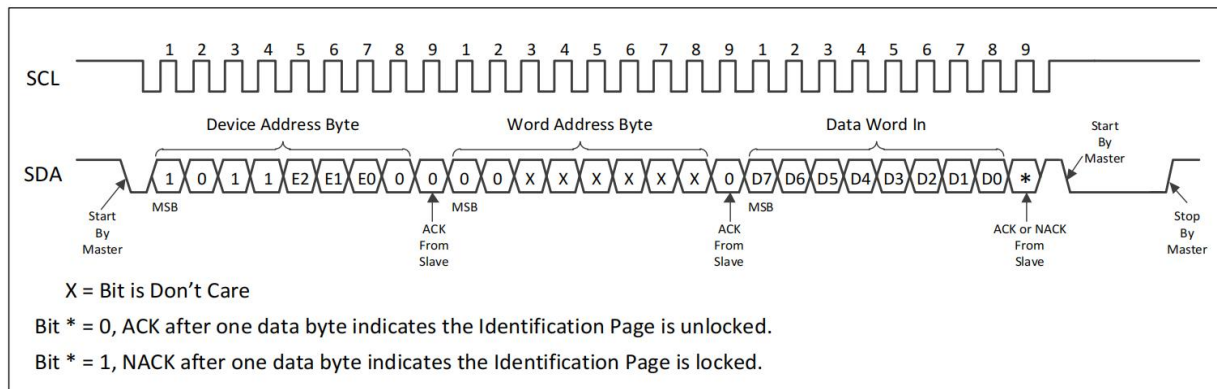 1 2 3 4 5 6 7 8 9 1 2 3 4 5 6 7 8 9 1 2 3 4 5 6 7 8 9
SCL
Device Address Byte Word Address Byte Data Word In
Start
By
Master
SDA
1 0 1 1 E2 E1 E0 0 0 0 0 X X X X X X 0 D7 D6 D5 D4 D3 D2 D1 D0 *
MSB MSB MSB
Start
By
Master
ACK
From
Slave
ACK
From
Slave
ACK or NACK
From
Slave
Stop
By
Master
X = Bit is Don't Care
Bit * = 0, ACK after one data byte indicates the Identification Page is unlocked.
Bit * = 1, NACK after one data byte indicates the Identification Page is locked.